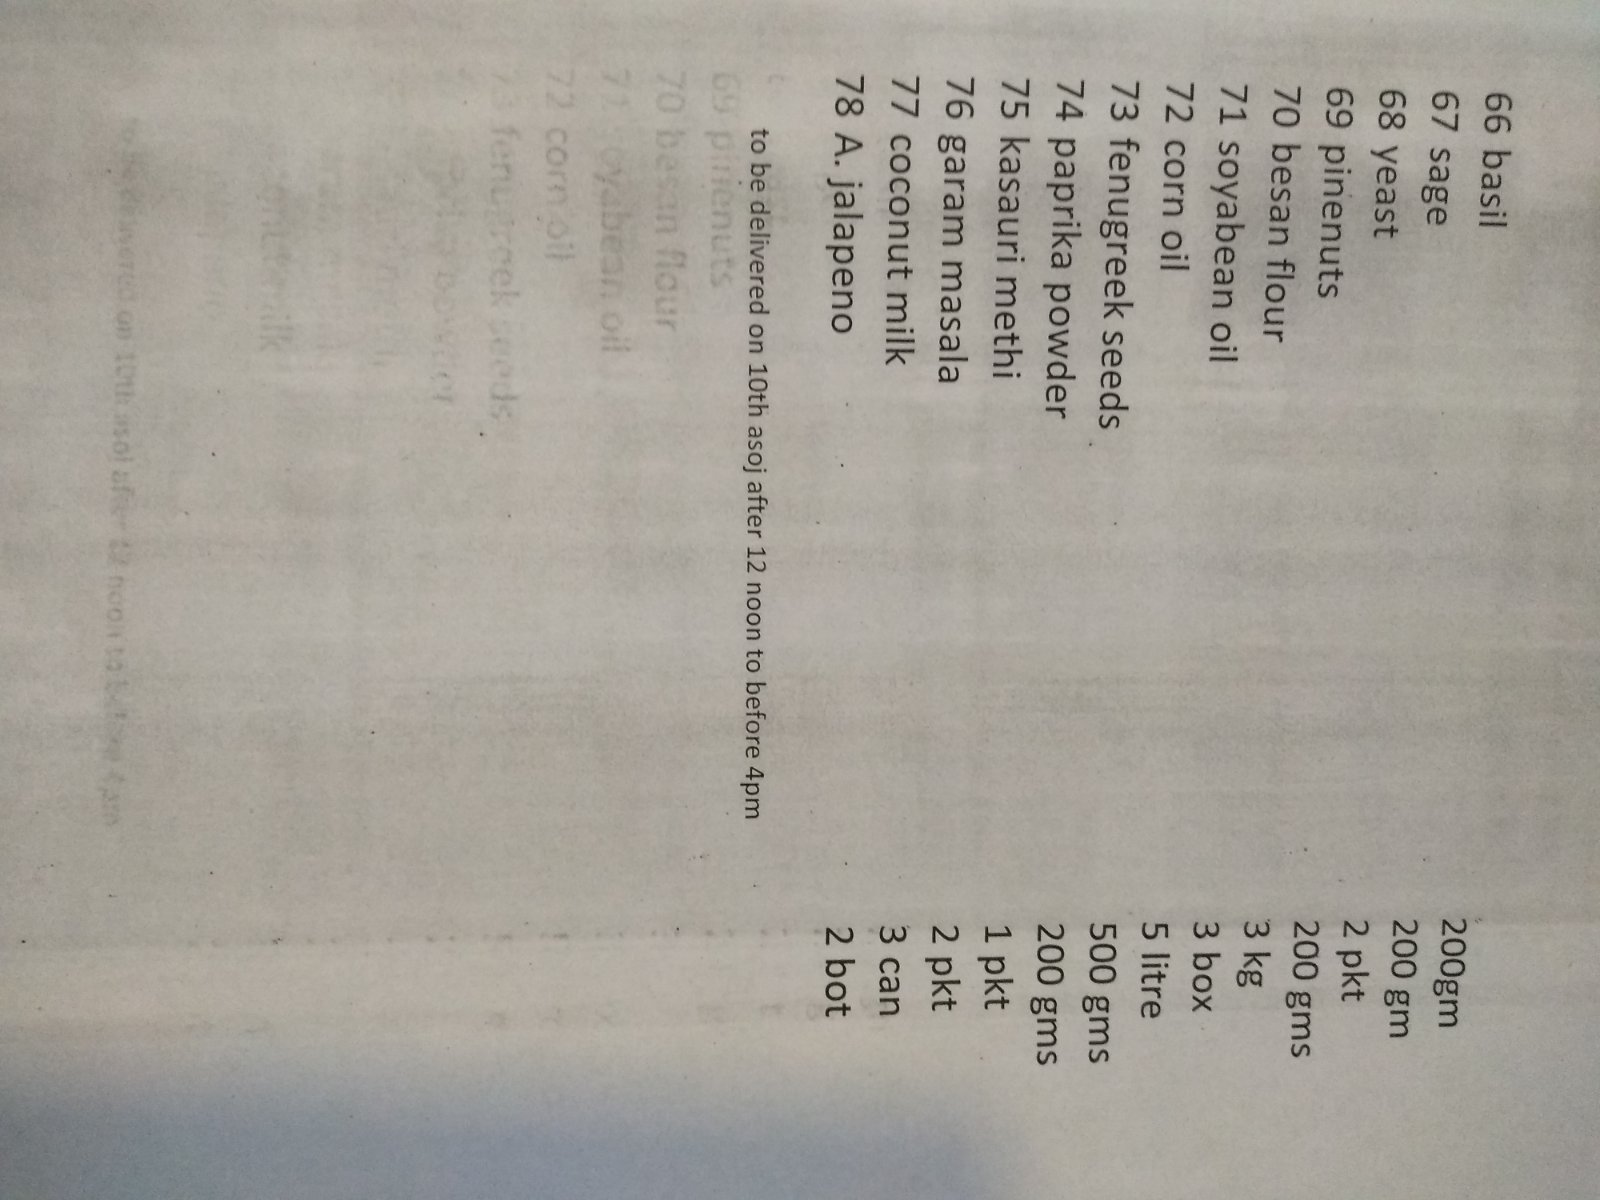 66 basil 200gm
67 sage 200 gm
68 yeast 2 pkt
69 pinenuts 200 gms
70 besan flour 3 kg
71 soyabean oil 3 box
72 corn oil 5 litre
73 fenugreek seeds 500 gms
74 paprika powder 200 gms
75 kasauri methi 1 pkt
76 garam masala 2 pkt
77 coconut milk 3 can
78 A. jalapeno 2 bot
to be delivered on 10th asoj after 12 noon to before 4pm